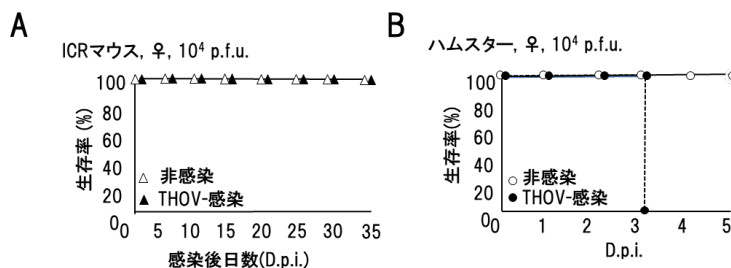 A
ICRマウス, ♀, 10⁴ p.f.u.
生存率(%)
100
80
60
40
20
0
△ 非感染
▲ THOV-感染
0 5 10 15 20 25 30 35
感染後日数(D.p.i.)
B
ハムスター, ♀, 10⁴ p.f.u.
生存率(%)
100
80
60
40
20
0
○ 非感染
● THOV-感染
0 1 2 3 4 5
D.p.i.